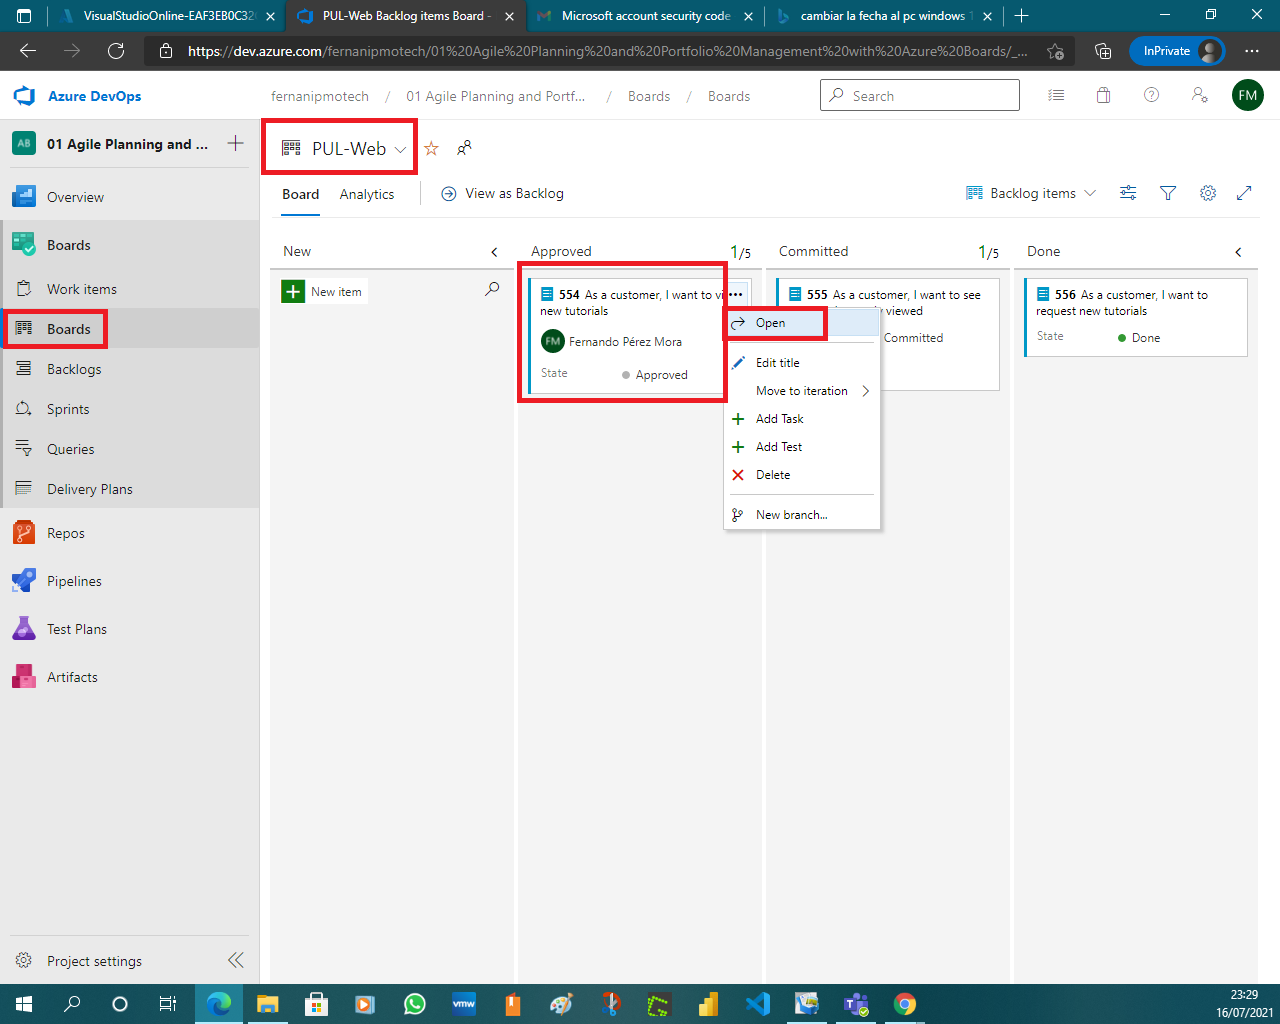 VisualStudioOnline-EAF3EB0C32
PUL-Web Backlog items Board -
Microsoft account security code
cambiar la fecha al pc windows 1
https://dev.azure.com/fernanipmotech/01%20Agile%20Planning%20and%20Portfolio%20Management%20with%20Azure%20Boards/_...
InPrivate
Azure DevOps
fernanipmotech / 01 Agile Planning and Portf... / Boards / Boards
Search
FM
AB
01 Agile Planning and ...
PUL-Web
Overview
Board
Analytics
View as Backlog
Backlog items
Boards
New
Approved
1/5
Committed
1/5
Done
Work items
New item
554 As a customer, I want to vi
new tutorials
555 As a customer, I want to see
viewed
556 As a customer, I want to
request new tutorials
Boards
Open
FM
Fernando Pérez Mora
Committed
State
Done
State
Approved
Backlogs
Edit title
Move to iteration
Sprints
Add Task
Queries
Add Test
Delivery Plans
Delete
New branch...
Repos
Pipelines
Test Plans
Artifacts
Project settings
vmw
23:29
16/07/2021